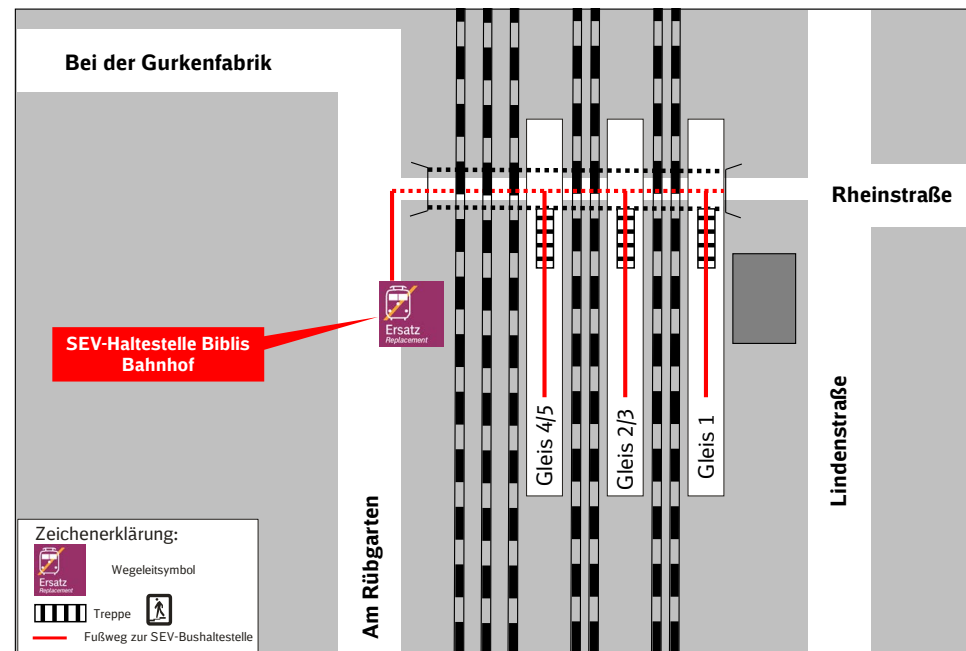 Bei der Gurkenfabrik
Rheinstraße
Ersatz
Replacement
SEV-Haltestelle Biblis
Bahnhof
Gleis 4/5
Gleis 2/3
Gleis 1
Lindenstraße
Am Rübgarten
Zeichenerklärung:
Ersatz
Replacement
Wegeleitsymbol
Treppe
Fußweg zur SEV-Bushaltestelle